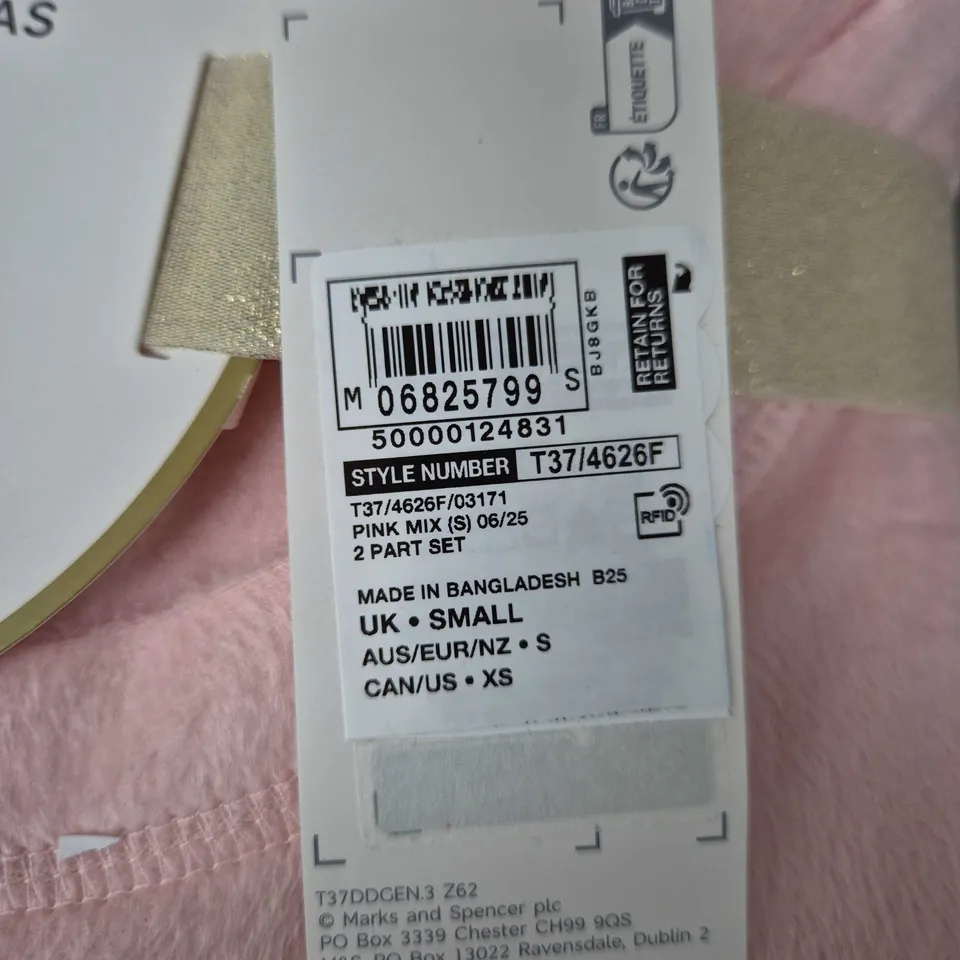 AS
FR
ÉTIQUETTE
RETAIN FOR
RETURNS
BJ8GKB
M 06825799 S
50000124831
STYLE NUMBER T37/4626F
T37/4626F/03171
PINK MIX (S) 06/25
2 PART SET
RFID
MADE IN BANGLADESH B25
UK • SMALL
AUS/EUR/NZ • S
CAN/US • XS
T37DDGEN.3 Z62
© Marks and Spencer plc
PO Box 3339 Chester CH99 9QS
M&S, PO Box 13022 Ravensdale, Dublin 2